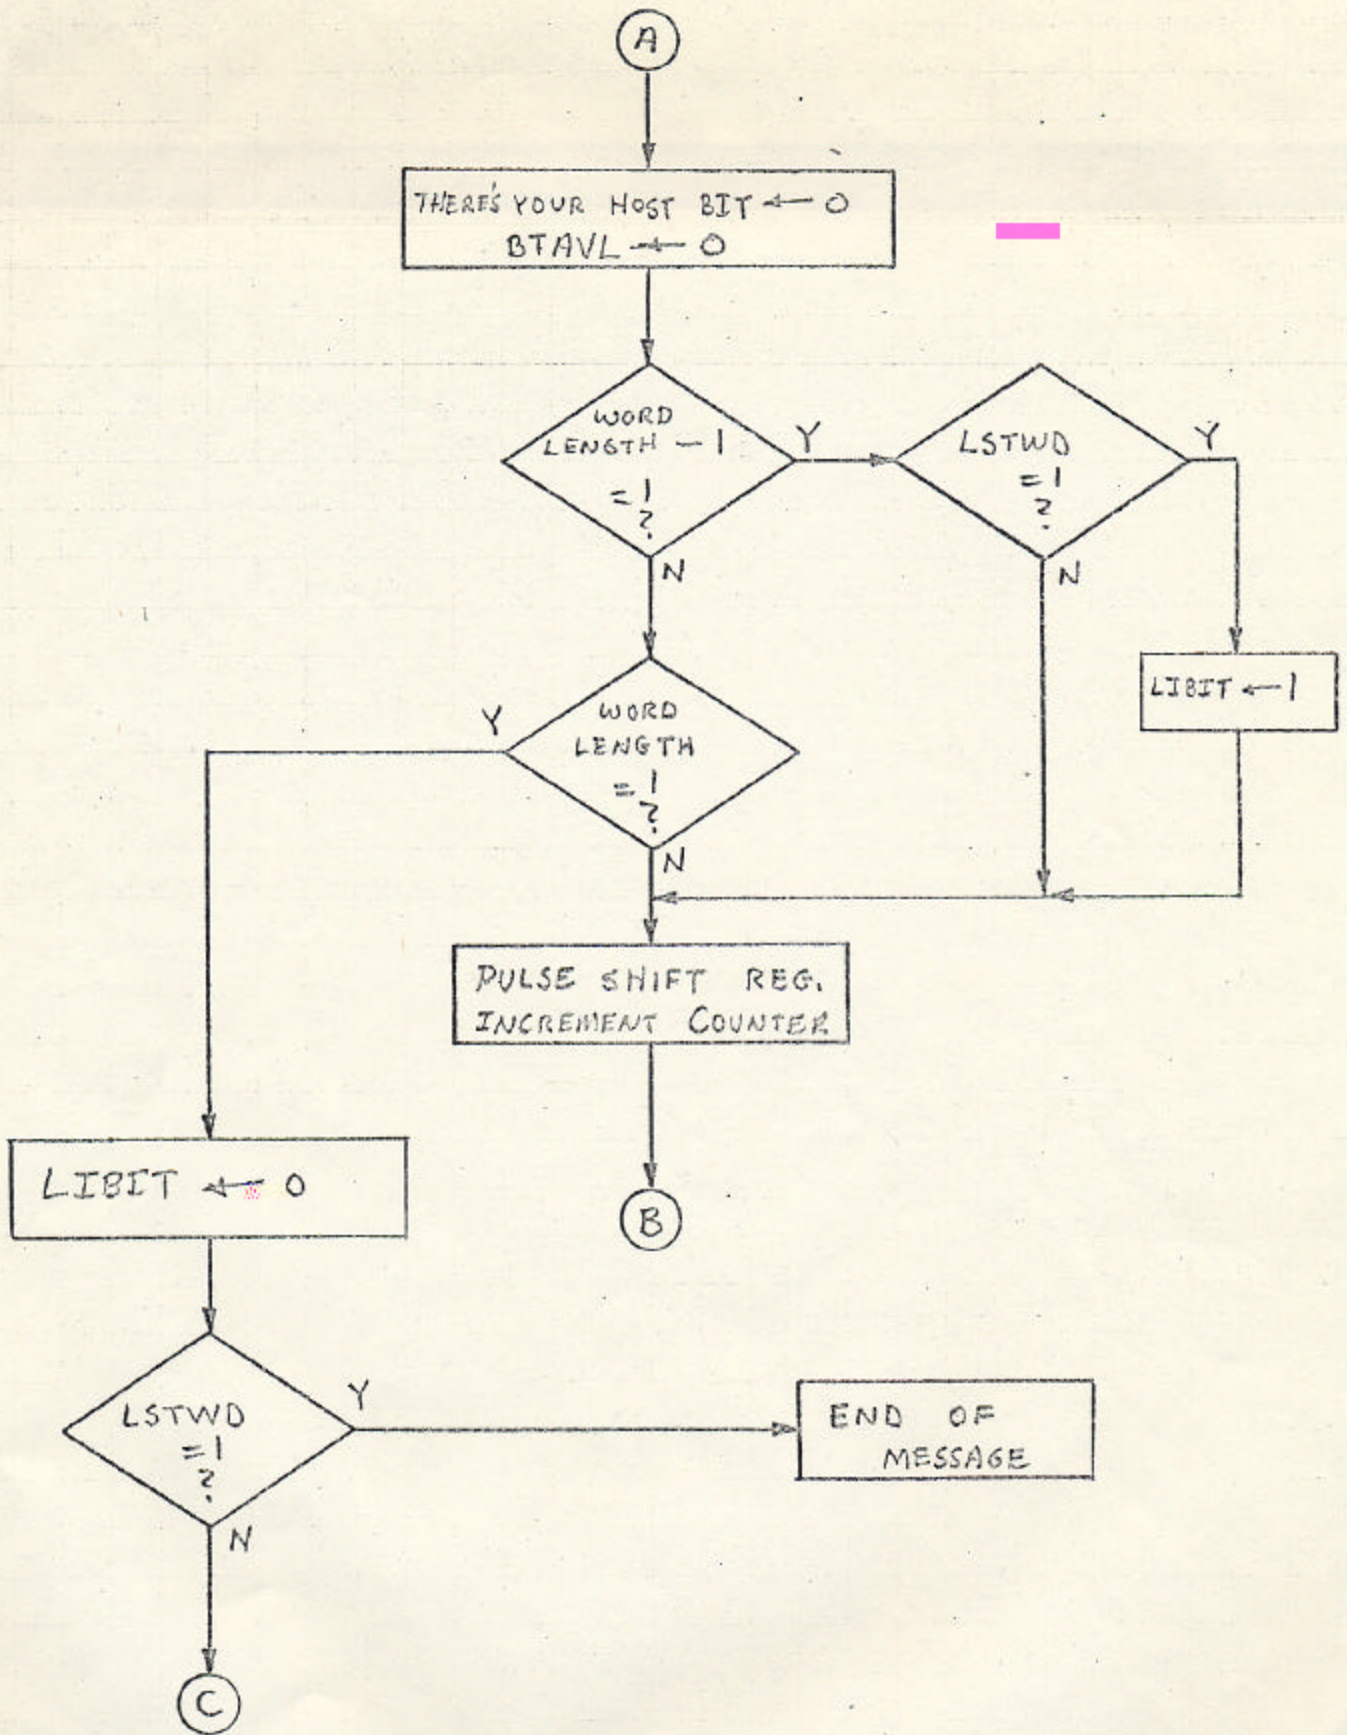 A
THERE'S YOUR HOST BIT ← 0
BTAVL ← 0
WORD
LENGTH – 1
= 1
?
Y
N
LSTWD
= 1
?
Y
N
LIBIT ← 1
WORD
LENGTH
= 1
?
Y
N
PULSE SHIFT REG.
INCREMENT COUNTER
B
LIBIT ← 0
LSTWD
= 1
?
Y
N
END OF
MESSAGE
C